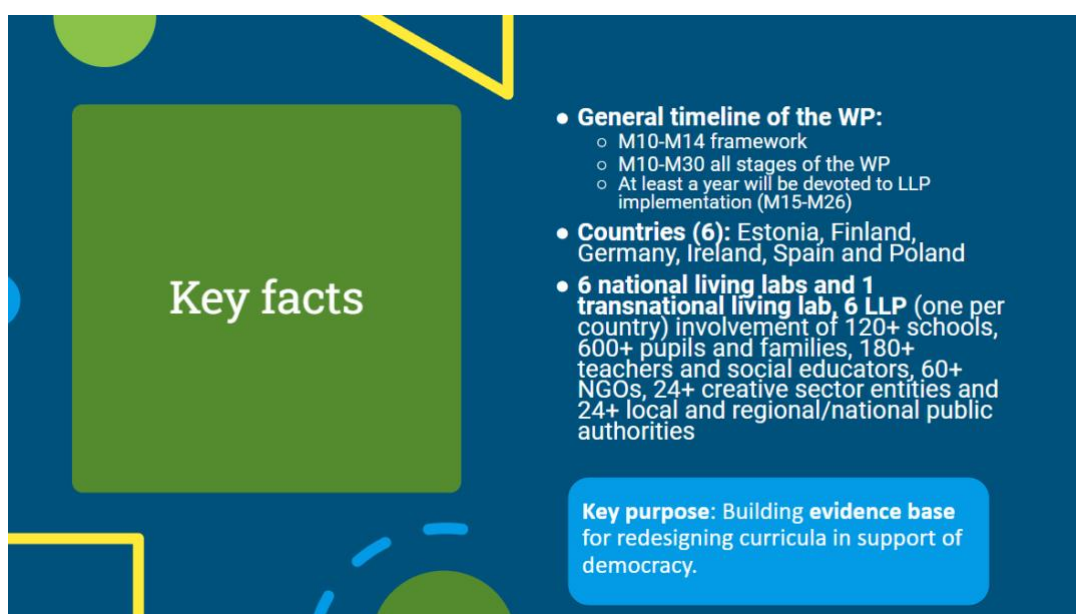 Key facts
● General timeline of the WP:
○ M10-M14 framework
○ M10-M30 all stages of the WP
○ At least a year will be devoted to LLP
implementation (M15-M26)
● Countries (6): Estonia, Finland,
Germany, Ireland, Spain and Poland
● 6 national living labs and 1
transnational living lab, 6 LLP (one per
country) involvement of 120+ schools,
600+ pupils and families, 180+
teachers and social educators, 60+
NGOs, 24+ creative sector entities and
24+ local and regional/national public
authorities
Key purpose: Building evidence base
for redesigning curricula in support of
democracy.